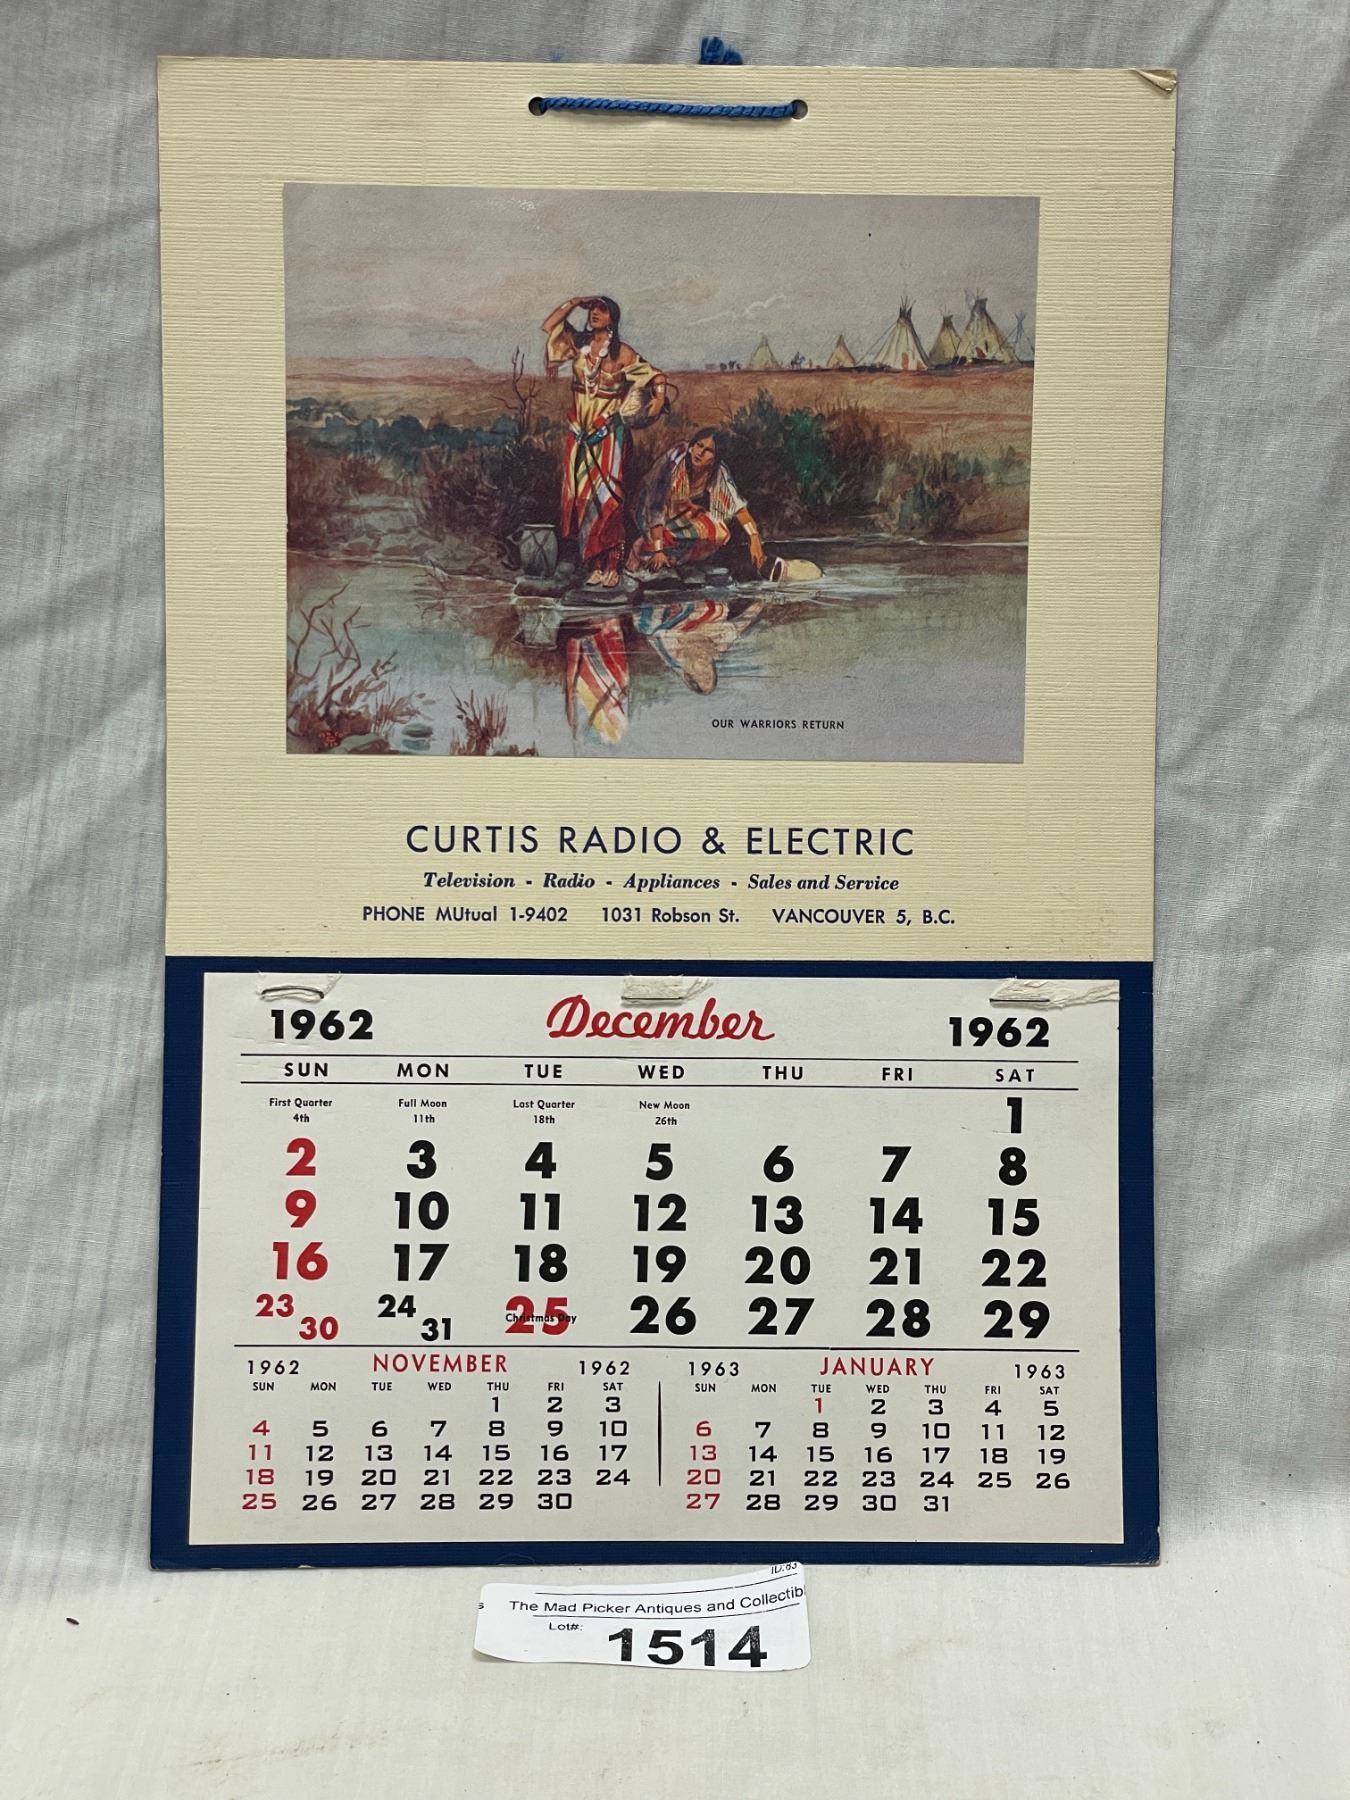 OUR WARRIORS RETURN
CURTIS RADIO & ELECTRIC
Television - Radio - Appliances - Sales and Service
PHONE MUtual 1-9402 1031 Robson St. VANCOUVER 5, B.C.
1962 December 1962
SUN MON TUE WED THU FRI SAT
First Quarter 4th Full Moon 11th Last Quarter 18th New Moon 26th 1
2 3 4 5 6 7 8
9 10 11 12 13 14 15
16 17 18 19 20 21 22
23 30 24 31 25 Christmas Day 26 27 28 29
1962 NOVEMBER 1962
SUN MON TUE WED THU FRI SAT
1 2 3
4 5 6 7 8 9 10
11 12 13 14 15 16 17
18 19 20 21 22 23 24
25 26 27 28 29 30
1963 JANUARY 1963
SUN MON TUE WED THU FRI SAT
1 2 3 4 5
6 7 8 9 10 11 12
13 14 15 16 17 18 19
20 21 22 23 24 25 26
27 28 29 30 31
The Mad Picker Antiques and Collectibl
Lot#: 1514